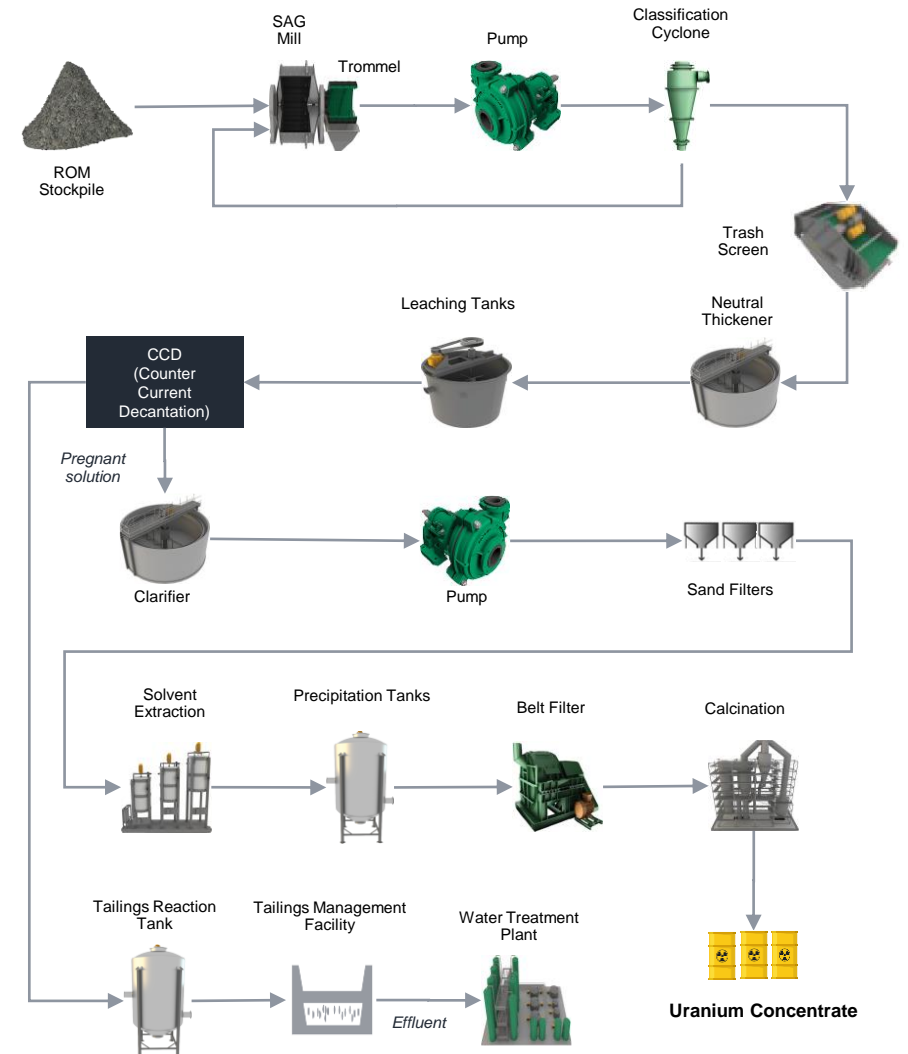 SAG
Mill
Trommel
Pump
Classification
Cyclone
ROM
Stockpile
Trash
Screen
Leaching Tanks
Neutral
Thickener
CCD
(Counter
Current
Decantation)
Pregnant
solution
Clarifier
Pump
Sand Filters
Solvent
Extraction
Precipitation Tanks
Belt Filter
Calcination
Tailings Reaction
Tank
Tailings Management
Facility
Water Treatment
Plant
Effluent
Uranium Concentrate